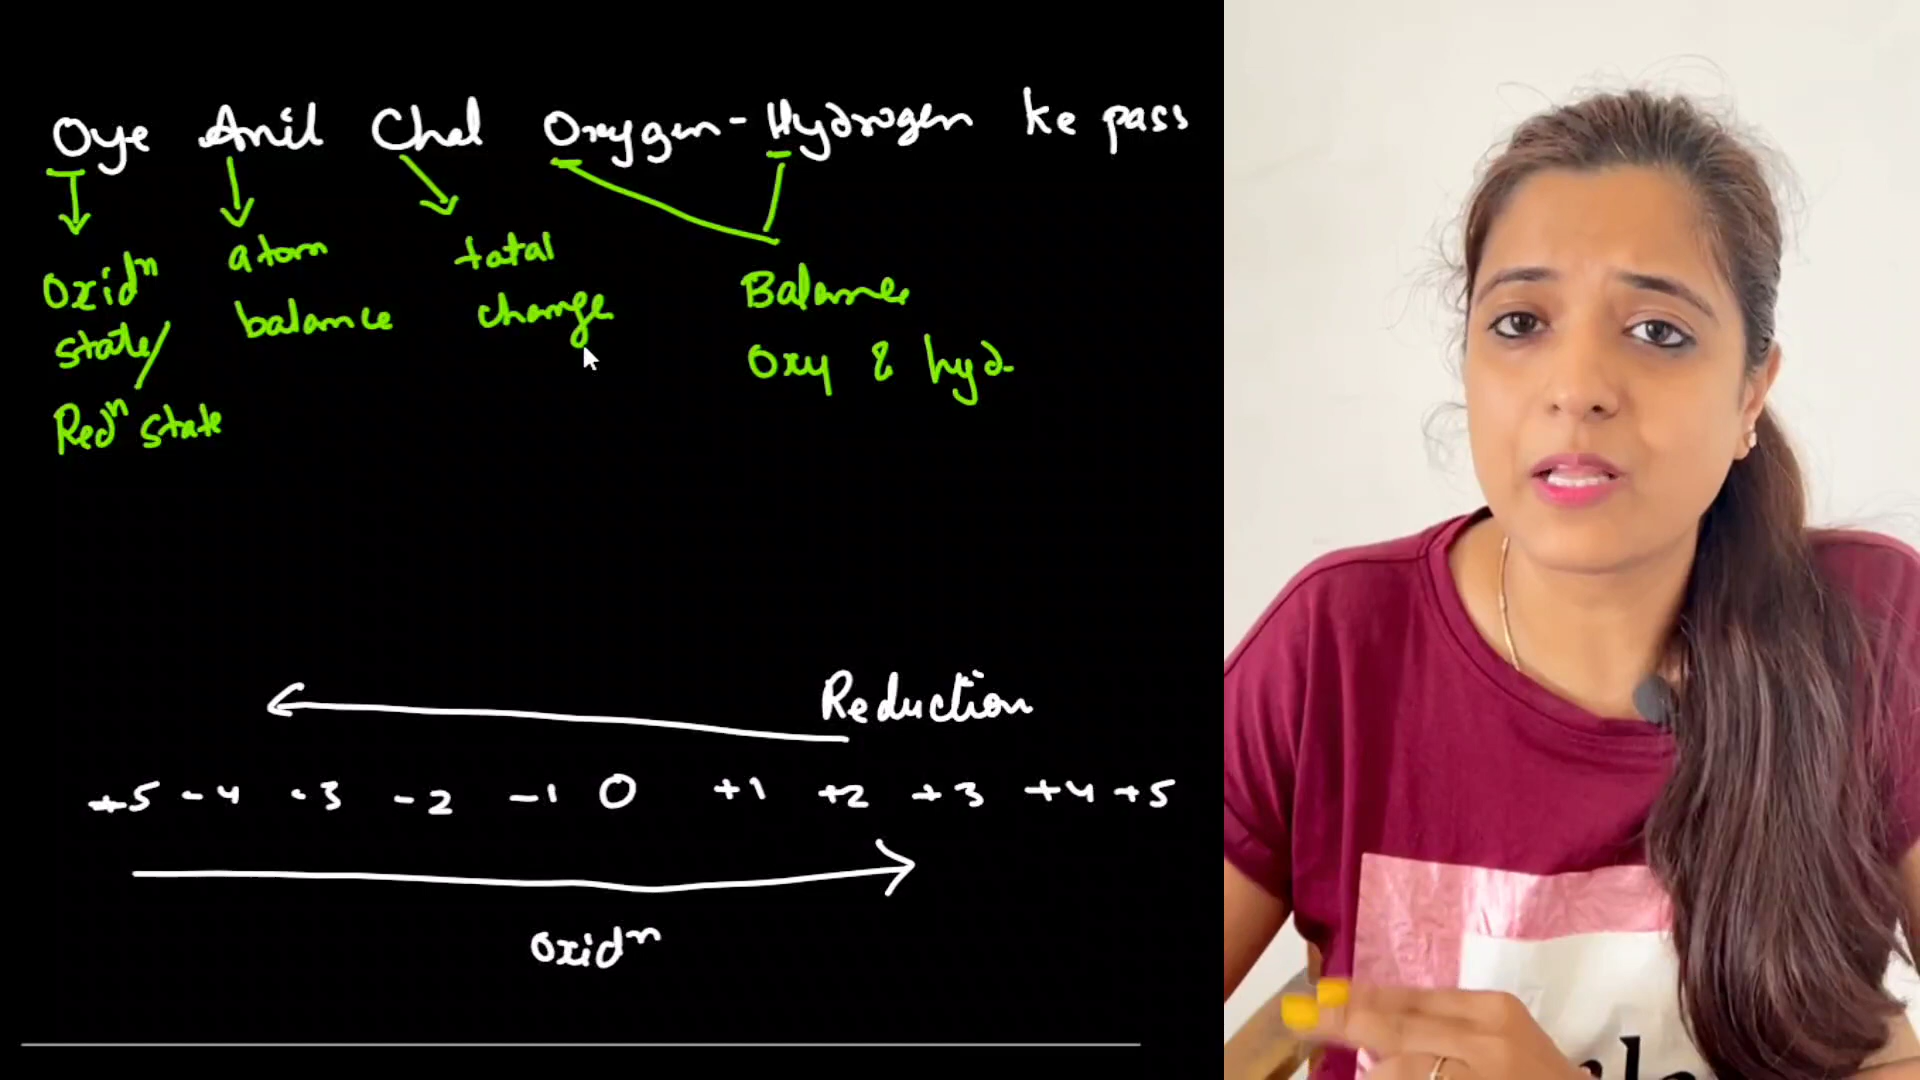 Oye Anil Chal Oxygen-Hydrogen ke pass
Oxidⁿ state/ Redⁿ state
atom balance
total change
Balance Oxy & hyd.
Reduction
+5 -4 -3 -2 -1 0 +1 +2 +3 +4 +5
Oxidⁿ